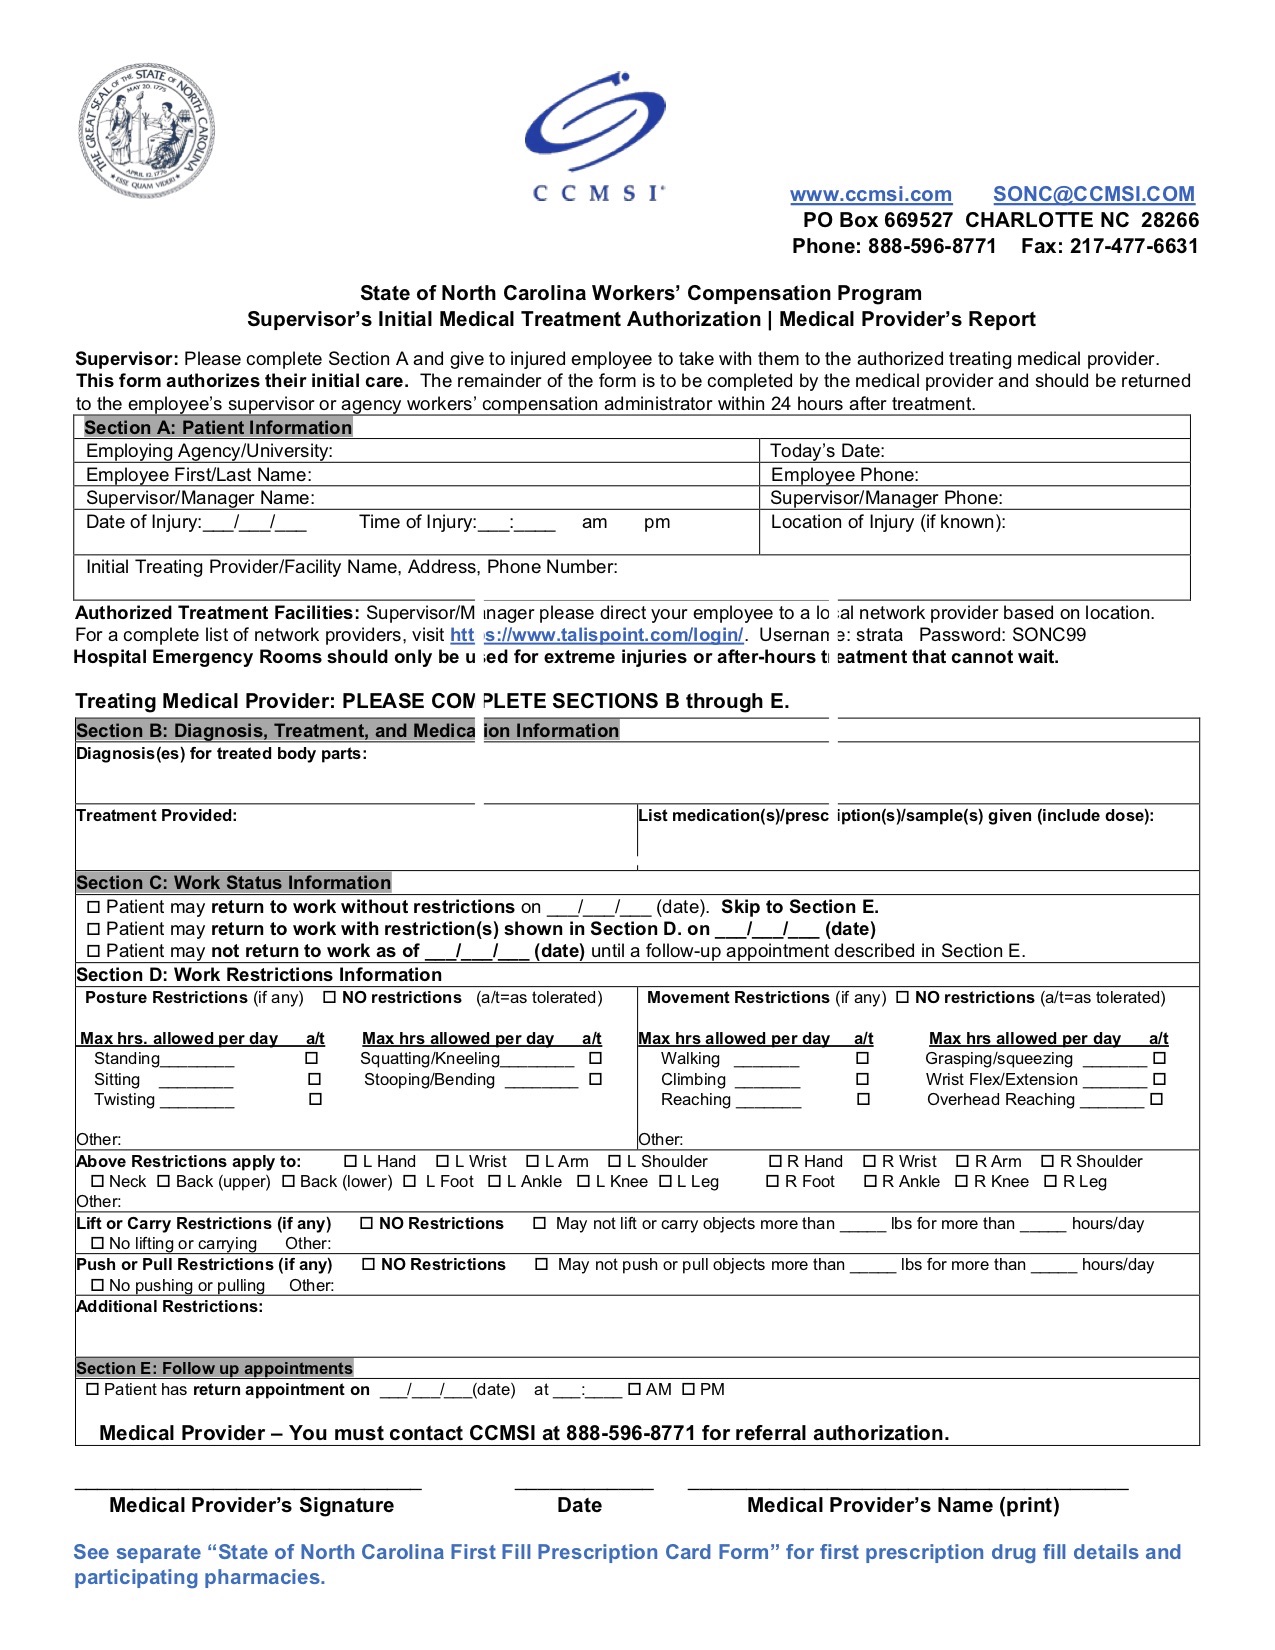 THE GREAT SEAL OF THE STATE OF NORTH CAROLINA
MAY 20, 1775
APRIL 12, 1776
ESSE QUAM VIDERI
CCMSI
www.ccmsi.com SONC@CCMSI.COM
PO Box 669527 CHARLOTTE NC 28266
Phone: 888-596-8771 Fax: 217-477-6631
State of North Carolina Workers’ Compensation Program
Supervisor’s Initial Medical Treatment Authorization | Medical Provider’s Report
Supervisor: Please complete Section A and give to injured employee to take with them to the authorized treating medical provider.
This form authorizes their initial care. The remainder of the form is to be completed by the medical provider and should be returned
to the employee’s supervisor or agency workers’ compensation administrator within 24 hours after treatment.
Section A: Patient Information
Employing Agency/University: Today’s Date:
Employee First/Last Name: Employee Phone:
Supervisor/Manager Name: Supervisor/Manager Phone:
Date of Injury:___/___/___ Time of Injury:___:____ am pm Location of Injury (if known):
Initial Treating Provider/Facility Name, Address, Phone Number:
Authorized Treatment Facilities: Supervisor/Manager please direct your employee to a local network provider based on location.
For a complete list of network providers, visit https://www.talispoint.com/login/. Username: strata Password: SONC99
Hospital Emergency Rooms should only be used for extreme injuries or after-hours treatment that cannot wait.
Treating Medical Provider: PLEASE COMPLETE SECTIONS B through E.
Section B: Diagnosis, Treatment, and Medication Information
Diagnosis(es) for treated body parts:
Treatment Provided: List medication(s)/prescription(s)/sample(s) given (include dose):
Section C: Work Status Information
☐ Patient may return to work without restrictions on ___/___/___ (date). Skip to Section E.
☐ Patient may return to work with restriction(s) shown in Section D. on ___/___/___ (date)
☐ Patient may not return to work as of ___/___/___ (date) until a follow-up appointment described in Section E.
Section D: Work Restrictions Information
Posture Restrictions (if any) ☐ NO restrictions (a/t=as tolerated) Movement Restrictions (if any) ☐ NO restrictions (a/t=as tolerated)
Max hrs. allowed per day a/t Max hrs allowed per day a/t Max hrs allowed per day a/t Max hrs allowed per day a/t
Standing________ ☐ Squatting/Kneeling________ ☐ Walking _______ ☐ Grasping/squeezing _______ ☐
Sitting ________ ☐ Stooping/Bending ________ ☐ Climbing _______ ☐ Wrist Flex/Extension _______ ☐
Twisting ________ ☐ Reaching _______ ☐ Overhead Reaching _______ ☐
Other: Other:
Above Restrictions apply to: ☐ L Hand ☐ L Wrist ☐ L Arm ☐ L Shoulder ☐ R Hand ☐ R Wrist ☐ R Arm ☐ R Shoulder
☐ Neck ☐ Back (upper) ☐ Back (lower) ☐ L Foot ☐ L Ankle ☐ L Knee ☐ L Leg ☐ R Foot ☐ R Ankle ☐ R Knee ☐ R Leg
Other:
Lift or Carry Restrictions (if any) ☐ NO Restrictions ☐ May not lift or carry objects more than _____ lbs for more than _____ hours/day
☐ No lifting or carrying Other:
Push or Pull Restrictions (if any) ☐ NO Restrictions ☐ May not push or pull objects more than _____ lbs for more than _____ hours/day
☐ No pushing or pulling Other:
Additional Restrictions:
Section E: Follow up appointments
☐ Patient has return appointment on ___/___/___(date) at ___:____ ☐ AM ☐ PM
Medical Provider – You must contact CCMSI at 888-596-8771 for referral authorization.
Medical Provider’s Signature Date Medical Provider’s Name (print)
See separate “State of North Carolina First Fill Prescription Card Form” for first prescription drug fill details and
participating pharmacies.